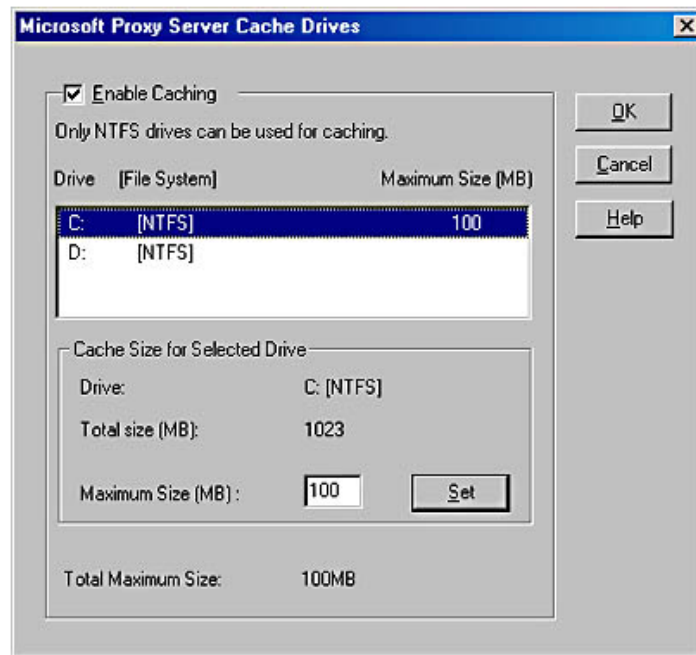 Microsoft Proxy Server Cache Drives
Enable Caching
Only NTFS drives can be used for caching.
Drive [File System] Maximum Size (MB)
C: [NTFS] 100
D: [NTFS]
Cache Size for Selected Drive
Drive: C: [NTFS]
Total size (MB): 1023
Maximum Size (MB) : 100 Set
Total Maximum Size: 100MB
OK
Cancel
Help